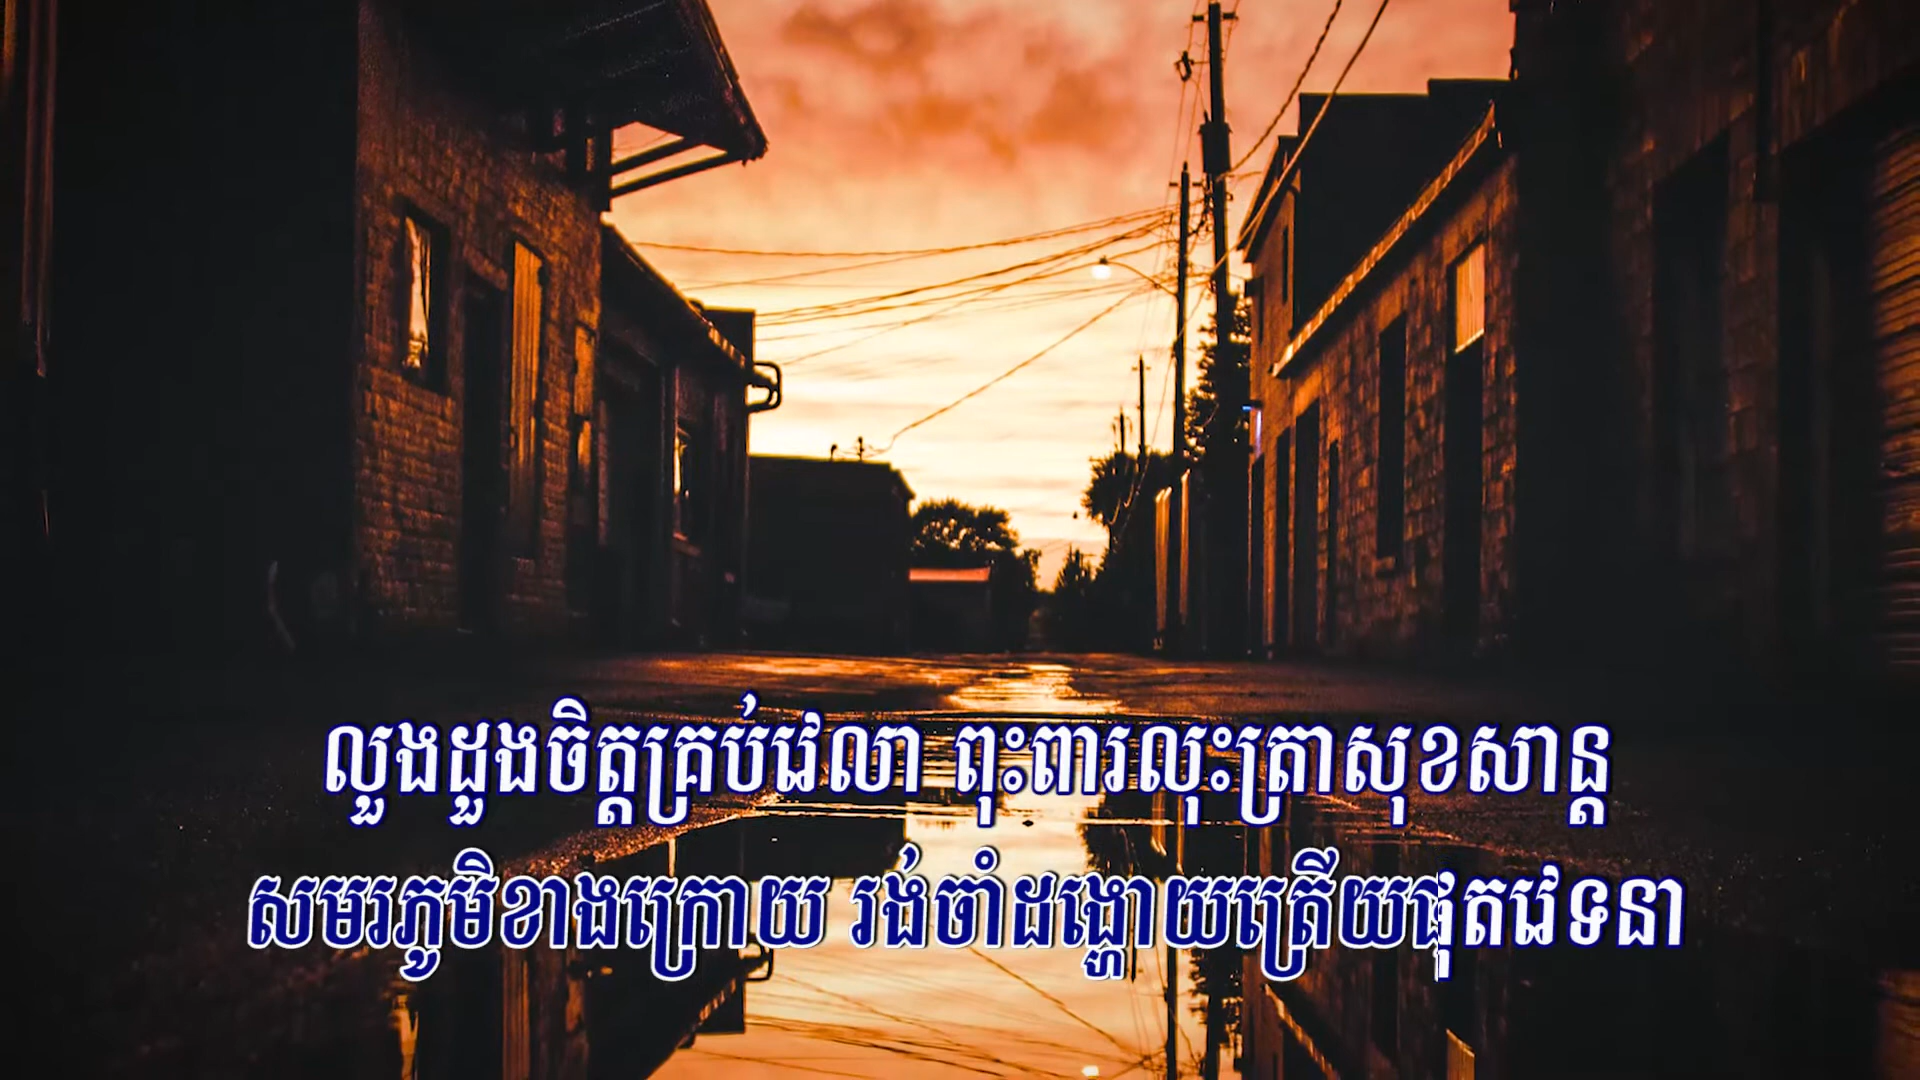 លួងដួងចិត្តគ្រប់វេលា ពុះពារលុះត្រាសុខសាន្ត
សមរភូមិខាងក្រោយ រង់ចាំដង្ហោយត្រើយផុតវេទនា